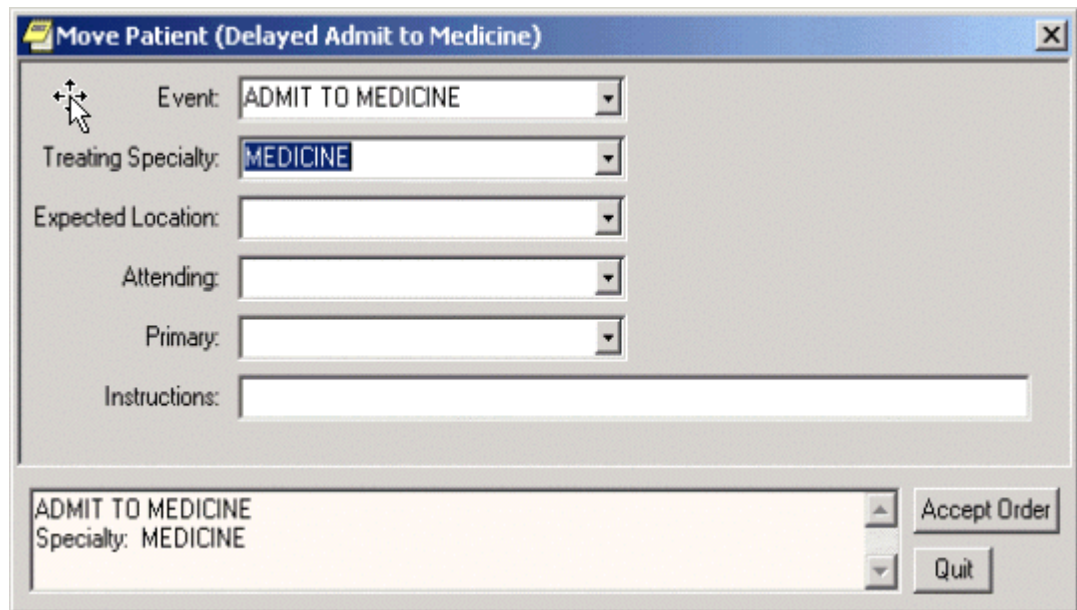 Move Patient (Delayed Admit to Medicine)
Event: ADMIT TO MEDICINE
Treating Specialty: MEDICINE
Expected Location:
Attending:
Primary:
Instructions:
ADMIT TO MEDICINE
Specialty: MEDICINE
Accept Order
Quit